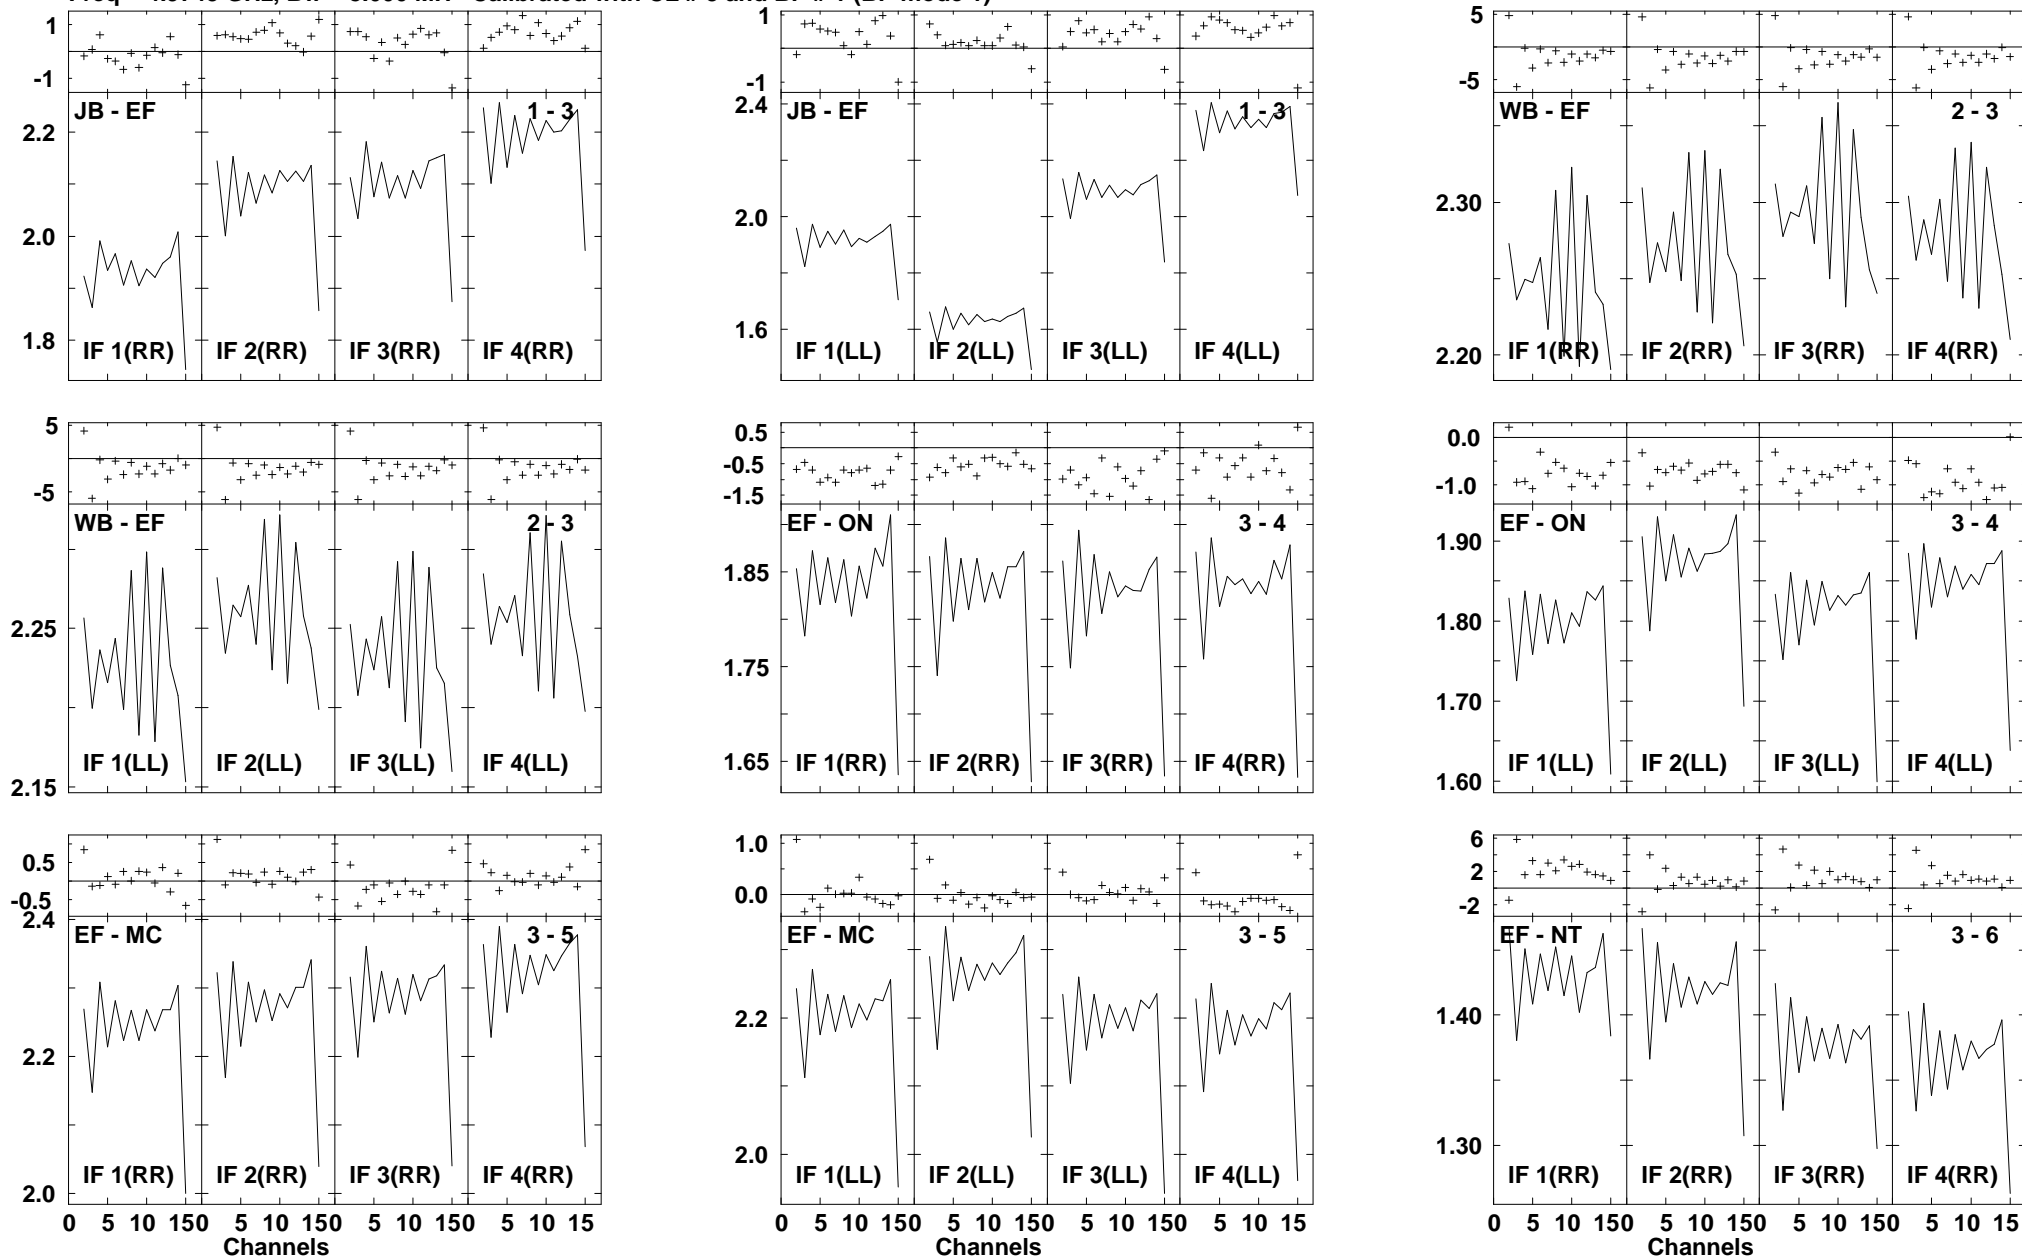 1 1 5
-1 -1 -5
JB - EF 1 - 3 JB - EF 1 - 3 WB - EF 2 - 3
2.2 2.4
2.0 2.0 2.30
1.8 1.6 2.20
IF 1(RR) IF 2(RR) IF 3(RR) IF 4(RR) IF 1(LL) IF 2(LL) IF 3(LL) IF 4(LL) IF 1(RR) IF 2(RR) IF 3(RR) IF 4(RR)
5 0.5 0.0
-5 -0.5 -1.0
-1.5
WB - EF 2 - 3 EF - ON 3 - 4 EF - ON 3 - 4
1.85 1.90
2.25 1.75 1.80
1.70
2.15 1.65 1.60
IF 1(LL) IF 2(LL) IF 3(LL) IF 4(LL) IF 1(RR) IF 2(RR) IF 3(RR) IF 4(RR) IF 1(LL) IF 2(LL) IF 3(LL) IF 4(LL)
0.5 1.0 6
-0.5 0.0 2
-2
EF - MC 3 - 5 EF - MC 3 - 5 EF - NT 3 - 6
2.4
2.2 2.2 1.40
2.0 2.0 1.30
IF 1(RR) IF 2(RR) IF 3(RR) IF 4(RR) IF 1(LL) IF 2(LL) IF 3(LL) IF 4(LL) IF 1(RR) IF 2(RR) IF 3(RR) IF 4(RR)
0 5 10 150 5 10 150 5 10 150 5 10 15 0 5 10 150 5 10 150 5 10 150 5 10 15 0 5 10 150 5 10 150 5 10 150 5 10 15
Channels Channels Channels